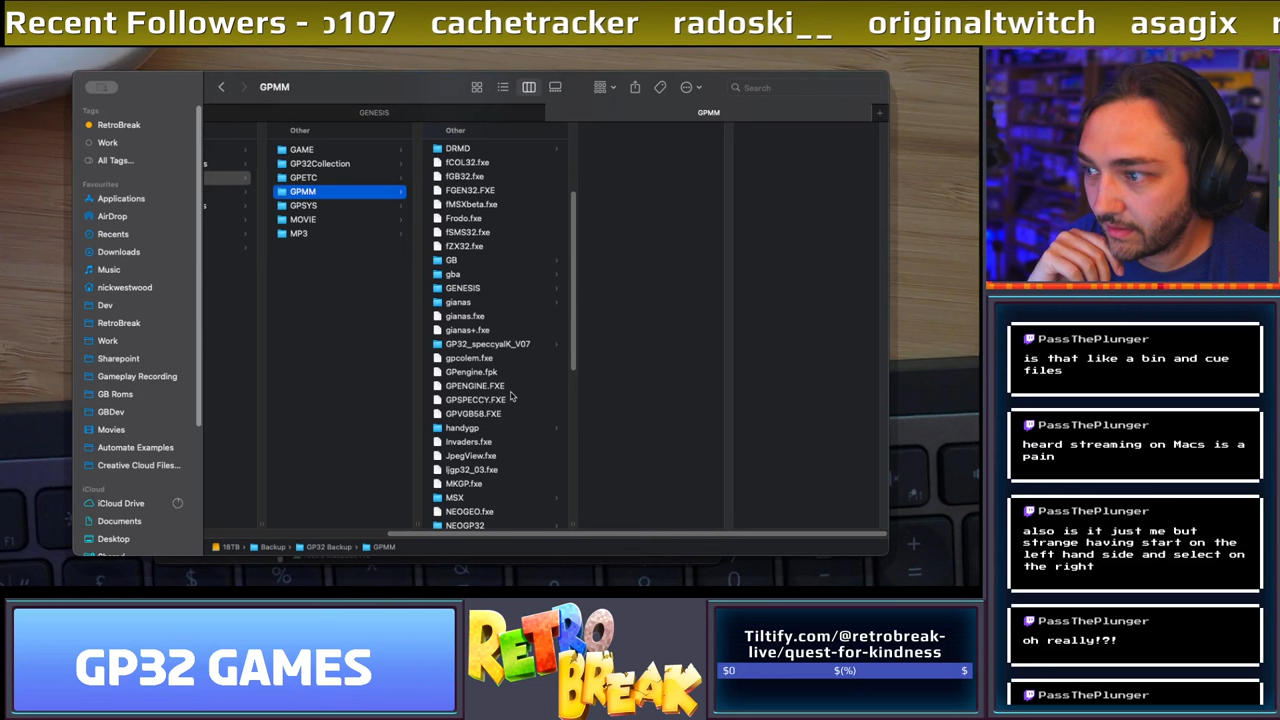 Recent Followers - ɔ107 cachetracker radoski__ originaltwitch asagix
GPMM
Search
GENESIS
GPMM
Tags
RetroBreak
Work
All Tags...
Favourites
Applications
AirDrop
Recents
Downloads
Music
nickwestwood
Dev
RetroBreak
Work
Sharepoint
Gameplay Recording
GB Roms
GBDev
Movies
Automate Examples
Creative Cloud Files...
iCloud
iCloud Drive
Documents
Desktop
Other
GAME
GP32Collection
GPETC
GPMM
GPSYS
MOVIE
MP3
Other
DRMD
fCOL32.fxe
fGB32.fxe
FGEN32.FXE
fMSXbeta.fxe
Frodo.fxe
fSMS32.fxe
fZX32.fxe
GB
gba
GENESIS
gianas
gianas.fxe
gianas+.fxe
GP32_speccyalK_V07
gpcolem.fxe
GPengine.fpk
GPENGINE.FXE
GPSPECCY.FXE
GPVGB58.FXE
handygp
Invaders.fxe
JpegView.fxe
ljgp32_03.fxe
MKGP.fxe
MSX
NEOGEO.fxe
NEOGP32
18TB › Backup › GP32 Backup › GPMM
PassThePlunger
is that like a bin and cue
files
PassThePlunger
heard streaming on Macs is a
pain
PassThePlunger
also is it just me but
strange having start on the
left hand side and select on
the right
PassThePlunger
oh really!?!
PassThePlunger
GP32 GAMES
RETRO
BREAK
Tiltify.com/@retrobreak-
live/quest-for-kindness
$0 $(%) $